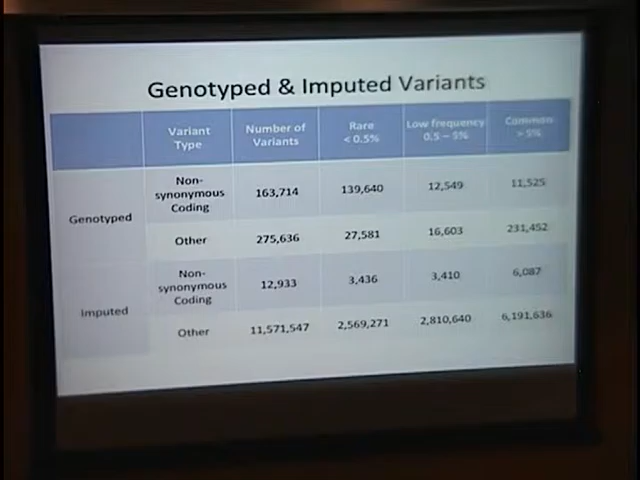 Genotyped & Imputed Variants
Variant Type Number of Variants Rare < 0.5% Low frequency 0.5 – 5% Common > 5%
Genotyped Non-synonymous Coding 163,714 139,640 12,549 11,525
Other 275,636 27,581 16,603 231,452
Imputed Non-synonymous Coding 12,933 3,436 3,410 6,087
Other 11,571,547 2,569,271 2,810,640 6,191,636